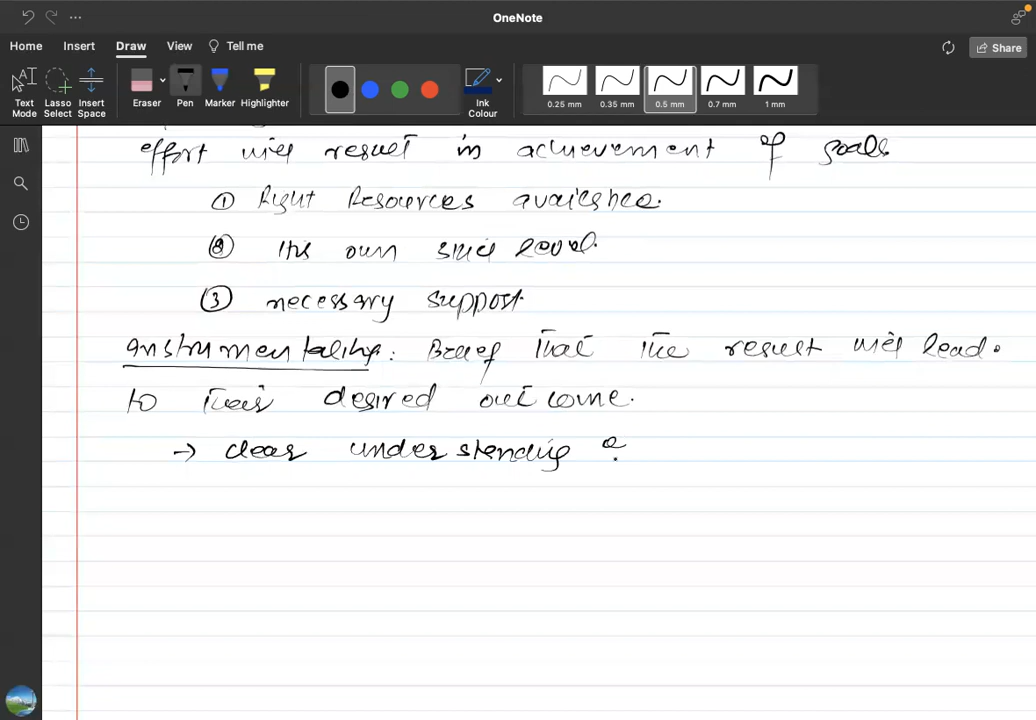 OneNote
Home Insert Draw View Tell me Share
Text Mode Lasso Select Insert Space Eraser Pen Marker Highlighter Ink Colour 0.25 mm 0.35 mm 0.5 mm 0.7 mm 1 mm
effort will result in achievement of goals
① Right Resources available.
② His own skill level.
③ necessary support.
instrumentality: Belief that the result will lead.
to their desired outcome.
→ clear understanding